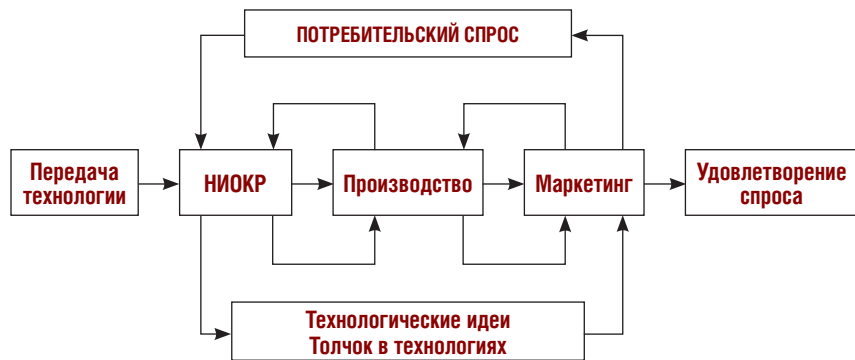 ПОТРЕБИТЕЛЬСКИЙ СПРОС
Передача
технологии
НИОКР
Производство
Маркетинг
Удовлетворение
спроса
Технологические идеи
Толчок в технологиях